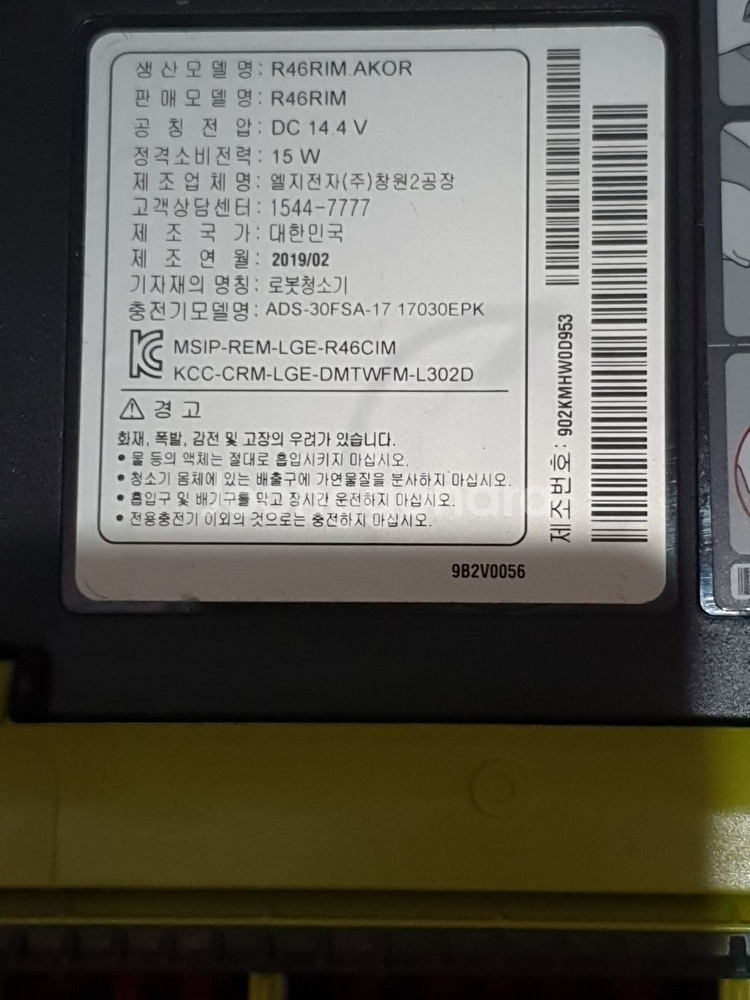 생산모델명: R46RIM.AKOR
판매모델명: R46RIM
공칭전압: DC 14.4 V
정격소비전력: 15 W
제조업체명: 엘지전자(주)창원2공장
고객상담센터: 1544-7777
제조국가: 대한민국
제조연월: 2019/02
기자재의 명칭: 로봇청소기
충전기모델명: ADS-30FSA-17 17030EPK
MSIP-REM-LGE-R46CIM
KCC-CRM-LGE-DMTWFM-L302D
⚠ 경고
화재, 폭발, 감전 및 고장의 우려가 있습니다.
• 물 등의 액체는 절대로 흡입시키지 마십시오.
• 청소기 몸체에 있는 배출구에 가연물질을 분사하지 마십시오.
• 흡입구 및 배기구를 막고 장시간 운전하지 마십시오.
• 전용충전기 이외의 것으로는 충전하지 마십시오.
9B2V0056
제조번호: 902KMHW0D953